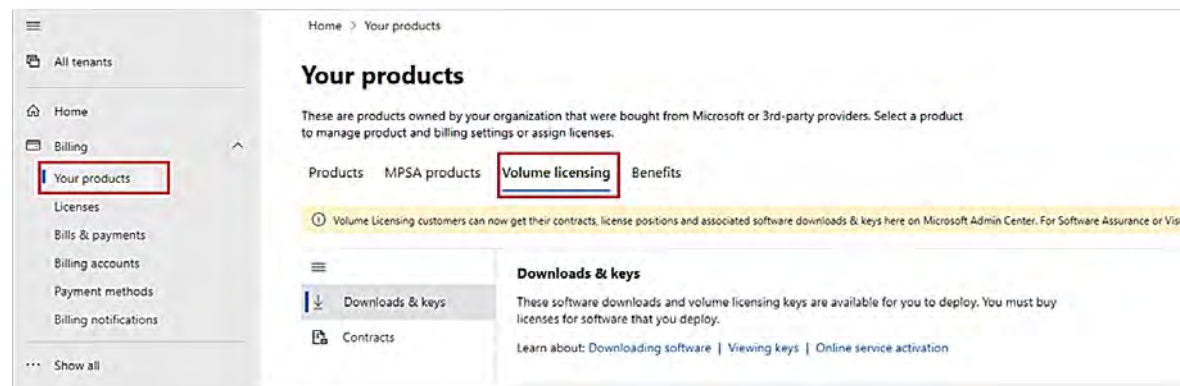 All tenants
Home
Billing
Your products
Licenses
Bills & payments
Billing accounts
Payment methods
Billing notifications
Show all
Home > Your products
Your products
These are products owned by your organization that were bought from Microsoft or 3rd-party providers. Select a product
to manage product and billing settings or assign licenses.
Products MPSA products Volume licensing Benefits
Volume Licensing customers can now get their contracts, license positions and associated software downloads & keys here on Microsoft Admin Center. For Software Assurance or Vis
Downloads & keys
Contracts
Downloads & keys
These software downloads and volume licensing keys are available for you to deploy. You must buy
licenses for software that you deploy.
Learn about: Downloading software | Viewing keys | Online service activation